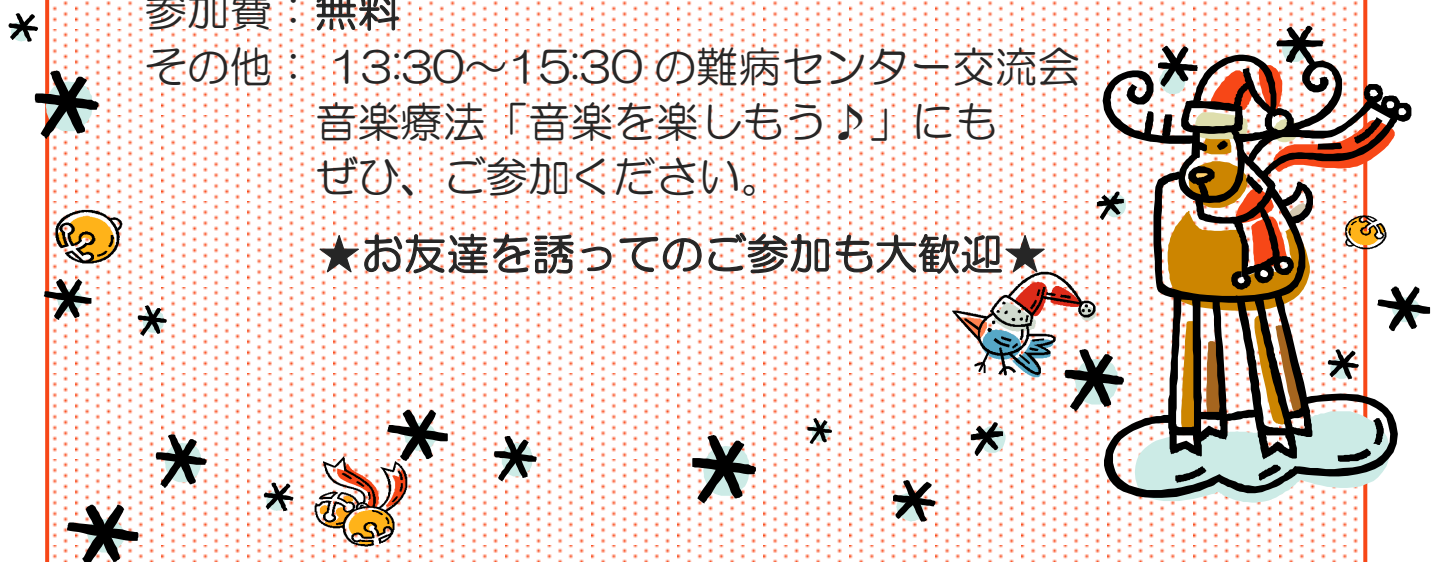 参加費：無料
その他： 13:30～15:30 の難病センター交流会
音楽療法「音楽を楽しもう♪」にも
ぜひ、ご参加ください。
★お友達を誘ってのご参加も大歓迎★